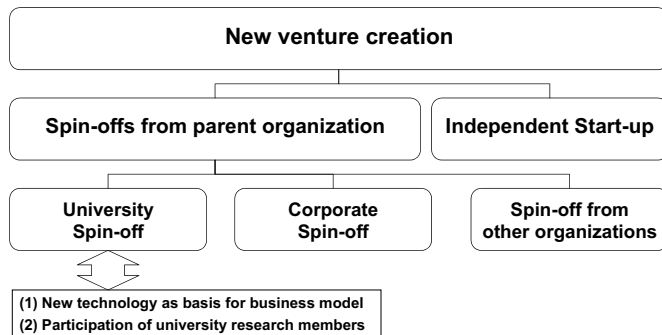 New venture creation
Spin-offs from parent organization
Independent Start-up
University
Spin-off
Corporate
Spin-off
Spin-off from
other organizations
(1) New technology as basis for business model
(2) Participation of university research members